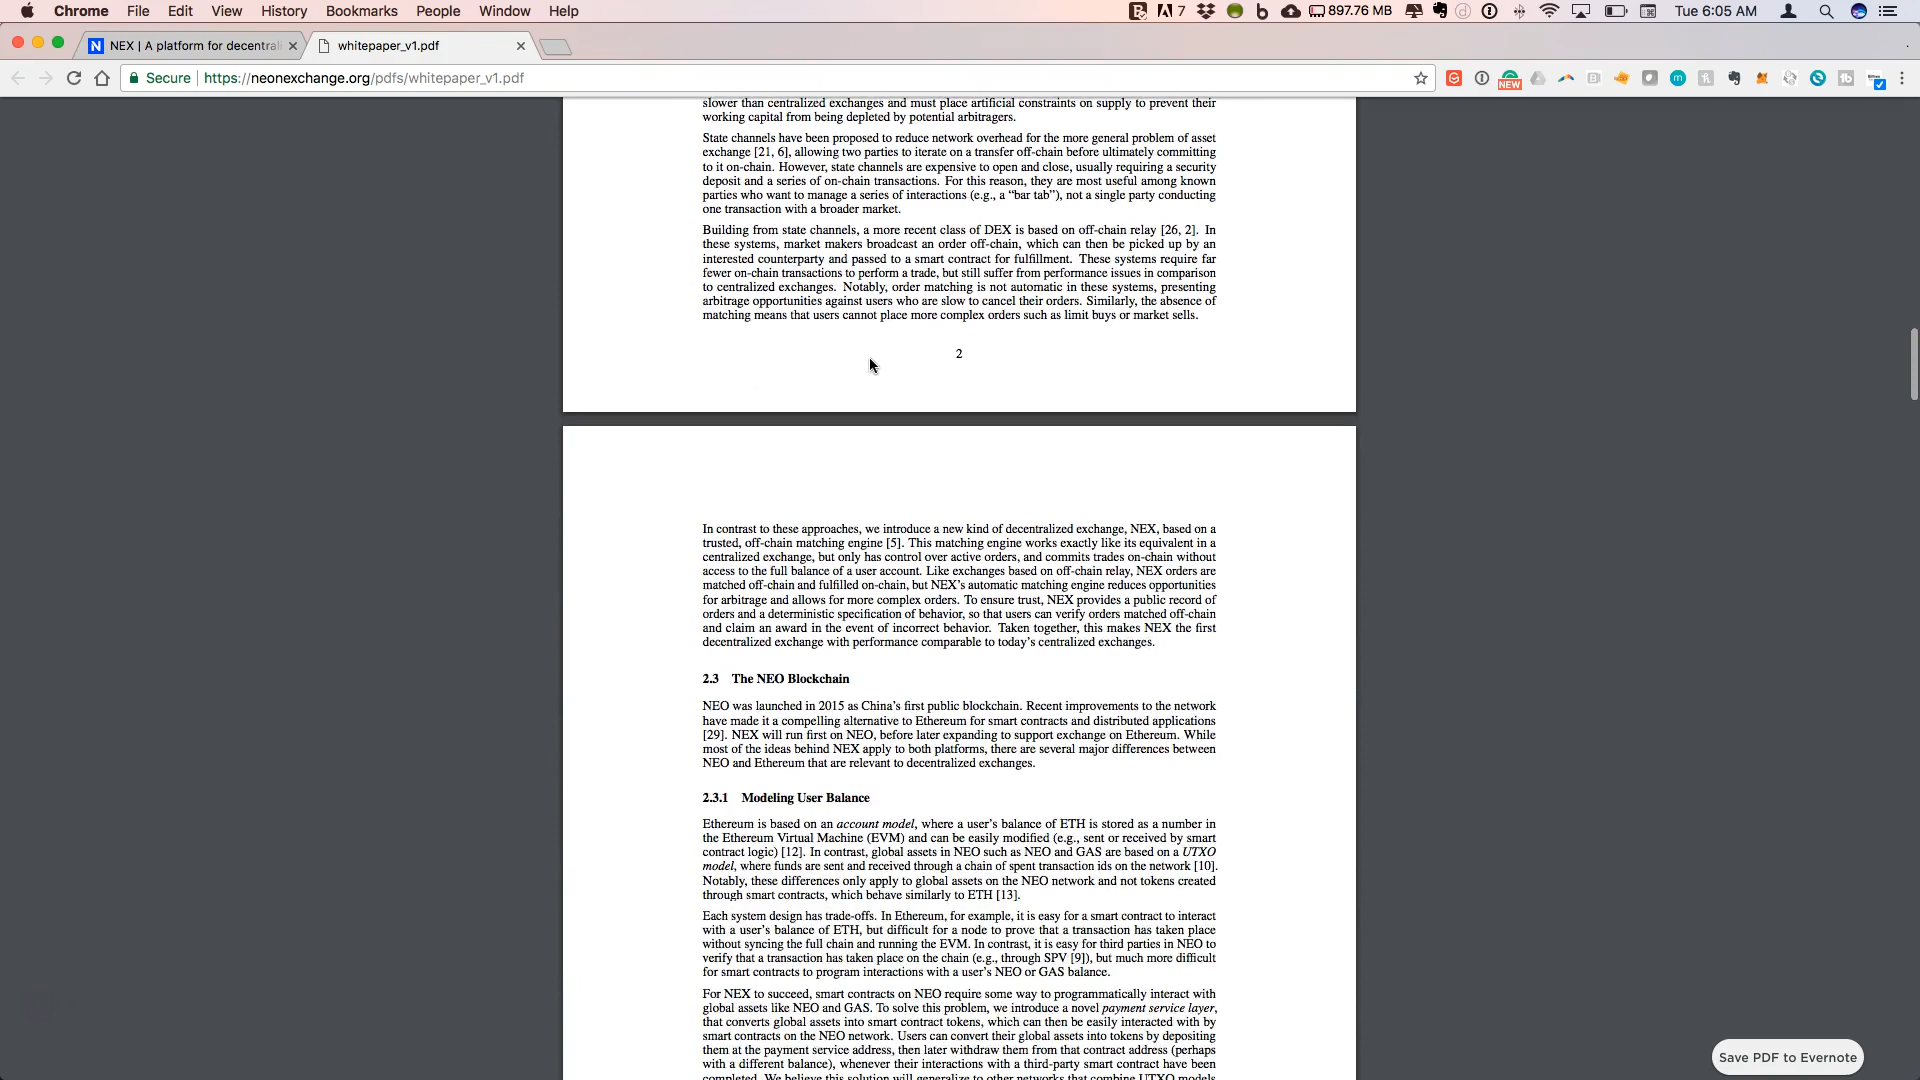 Chrome File Edit View History Bookmarks People Window Help 7 897.76 MB Tue 6:05 AM
NEX | A platform for decentrali whitepaper_v1.pdf
Secure https://neonexchange.org/pdfs/whitepaper_v1.pdf NEW
slower than centralized exchanges and must place artificial constraints on supply to prevent their
working capital from being depleted by potential arbitragers.
State channels have been proposed to reduce network overhead for the more general problem of asset
exchange [21, 6], allowing two parties to iterate on a transfer off-chain before ultimately committing
to it on-chain. However, state channels are expensive to open and close, usually requiring a security
deposit and a series of on-chain transactions. For this reason, they are most useful among known
parties who want to manage a series of interactions (e.g., a “bar tab”), not a single party conducting
one transaction with a broader market.
Building from state channels, a more recent class of DEX is based on off-chain relay [26, 2]. In
these systems, market makers broadcast an order off-chain, which can then be picked up by an
interested counterparty and passed to a smart contract for fulfillment. These systems require far
fewer on-chain transactions to perform a trade, but still suffer from performance issues in comparison
to centralized exchanges. Notably, order matching is not automatic in these systems, presenting
arbitrage opportunities against users who are slow to cancel their orders. Similarly, the absence of
matching means that users cannot place more complex orders such as limit buys or market sells.
2
In contrast to these approaches, we introduce a new kind of decentralized exchange, NEX, based on a
trusted, off-chain matching engine [5]. This matching engine works exactly like its equivalent in a
centralized exchange, but only has control over active orders, and commits trades on-chain without
access to the full balance of a user account. Like exchanges based on off-chain relay, NEX orders are
matched off-chain and fulfilled on-chain, but NEX’s automatic matching engine reduces opportunities
for arbitrage and allows for more complex orders. To ensure trust, NEX provides a public record of
orders and a deterministic specification of behavior, so that users can verify orders matched off-chain
and claim an award in the event of incorrect behavior. Taken together, this makes NEX the first
decentralized exchange with performance comparable to today’s centralized exchanges.
2.3 The NEO Blockchain
NEO was launched in 2015 as China’s first public blockchain. Recent improvements to the network
have made it a compelling alternative to Ethereum for smart contracts and distributed applications
[29]. NEX will run first on NEO, before later expanding to support exchange on Ethereum. While
most of the ideas behind NEX apply to both platforms, there are several major differences between
NEO and Ethereum that are relevant to decentralized exchanges.
2.3.1 Modeling User Balance
Ethereum is based on an account model, where a user’s balance of ETH is stored as a number in
the Ethereum Virtual Machine (EVM) and can be easily modified (e.g., sent or received by smart
contract logic) [12]. In contrast, global assets in NEO such as NEO and GAS are based on a UTXO
model, where funds are sent and received through a chain of spent transaction ids on the network [10].
Notably, these differences only apply to global assets on the NEO network and not tokens created
through smart contracts, which behave similarly to ETH [13].
Each system design has trade-offs. In Ethereum, for example, it is easy for a smart contract to interact
with a user’s balance of ETH, but difficult for a node to prove that a transaction has taken place
without syncing the full chain and running the EVM. In contrast, it is easy for third parties in NEO to
verify that a transaction has taken place on the chain (e.g., through SPV [9]), but much more difficult
for smart contracts to program interactions with a user’s NEO or GAS balance.
For NEX to succeed, smart contracts on NEO require some way to programmatically interact with
global assets like NEO and GAS. To solve this problem, we introduce a novel payment service layer,
that converts global assets into smart contract tokens, which can then be easily interacted with by
smart contracts on the NEO network. Users can convert their global assets into tokens by depositing
them at the payment service address, then later withdraw them from that contract address (perhaps
with a different balance), whenever their interactions with a third-party smart contract have been
completed. We believe this solution will generalize to other networks that combine UTXO models
Save PDF to Evernote